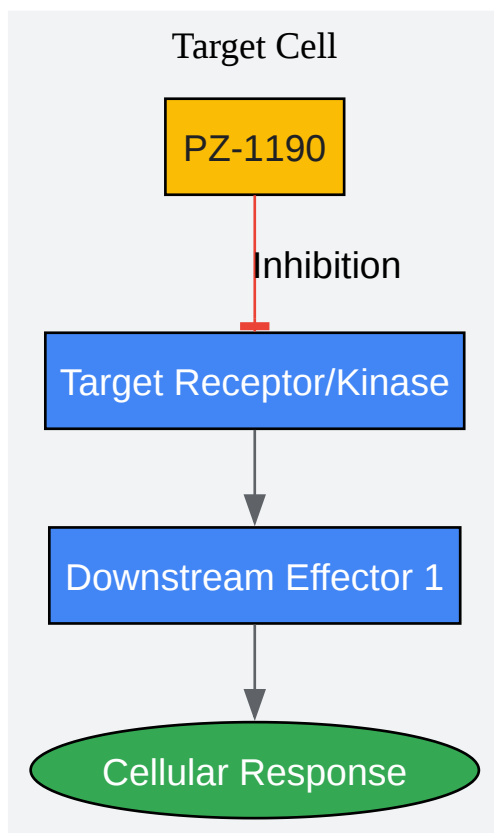 Target Cell
PZ-1190
Inhibition
Target Receptor/Kinase
Downstream Effector 1
Cellular Response